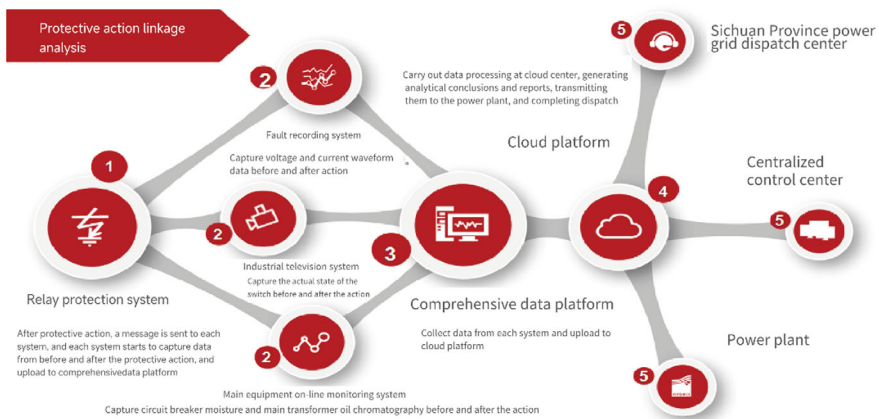 Protective action linkage
analysis
5
Sichuan Province power
grid dispatch center
2
Carry out data processing at cloud center, generating
analytical conclusions and reports, transmitting
them to the power plant, and completing dispatch
Fault recording system
Cloud platform
Capture voltage and current waveform
data before and after action
1
Centralized
control center
4
2
5
3
Industrial television system
Capture the actual state of the
switch before and after the action
Relay protection system
Comprehensive data platform
After protective action, a message is sent to each
system, and each system starts to capture data
from before and after the protective action, and
upload to comprehensivedata platform
Collect data from each system and upload to
cloud platform
Power plant
2
5
Main equipment on-line monitoring system
Capture circuit breaker moisture and main transformer oil chromatography before and after the action